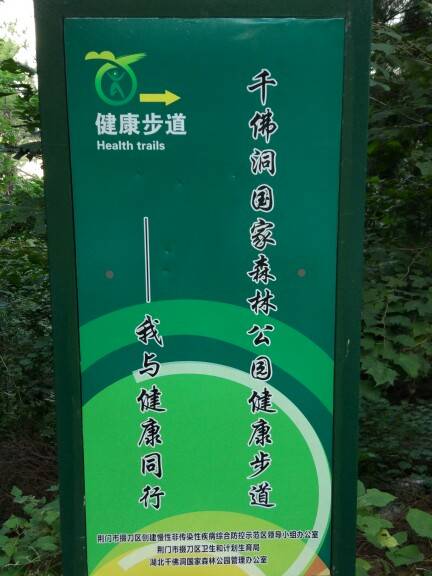 健康步道
Health trails
千佛洞国家森林公园健康步道
——我与健康同行
荆门市掇刀区创建慢性非传染性疾病综合防控示范区领导小组办公室
荆门市掇刀区卫生和计划生育局
湖北千佛洞国家森林公园管理办公室